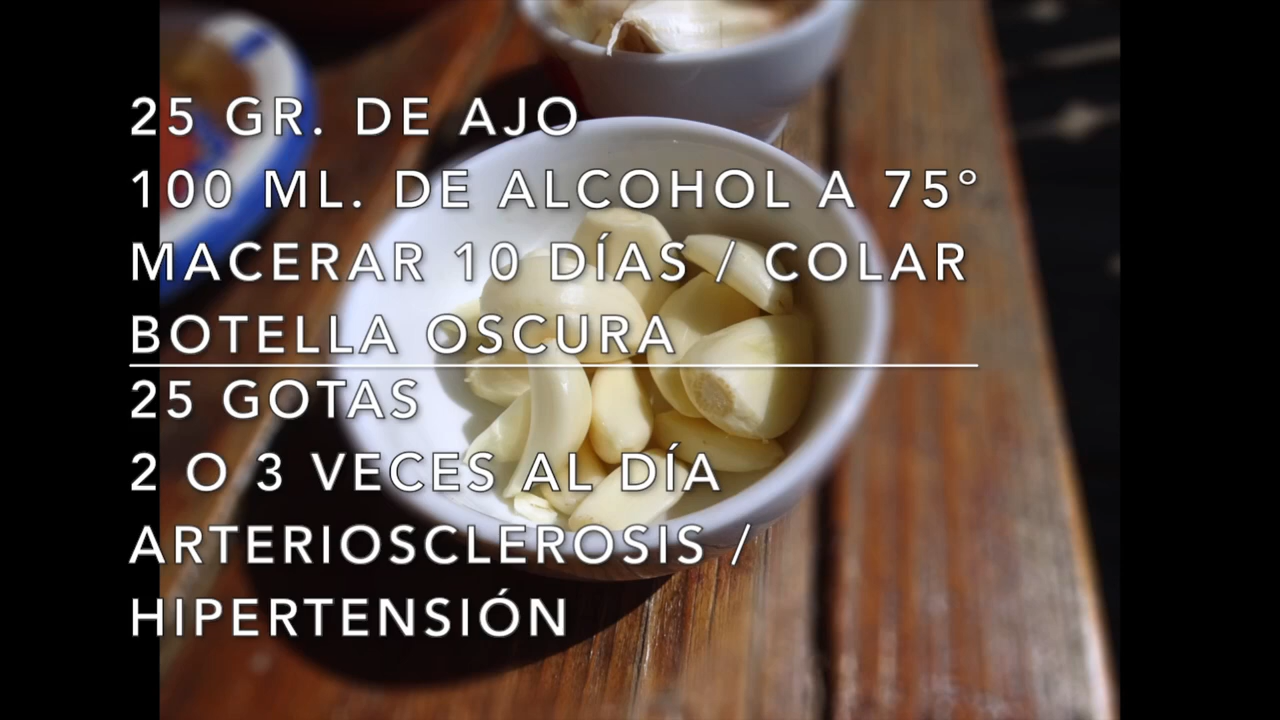 25 GR. DE AJO
100 ML. DE ALCOHOL A 75°
MACERAR 10 DÍAS / COLAR
BOTELLA OSCURA
25 GOTAS
2 O 3 VECES AL DÍA
ARTERIOSCLEROSIS /
HIPERTENSIÓN